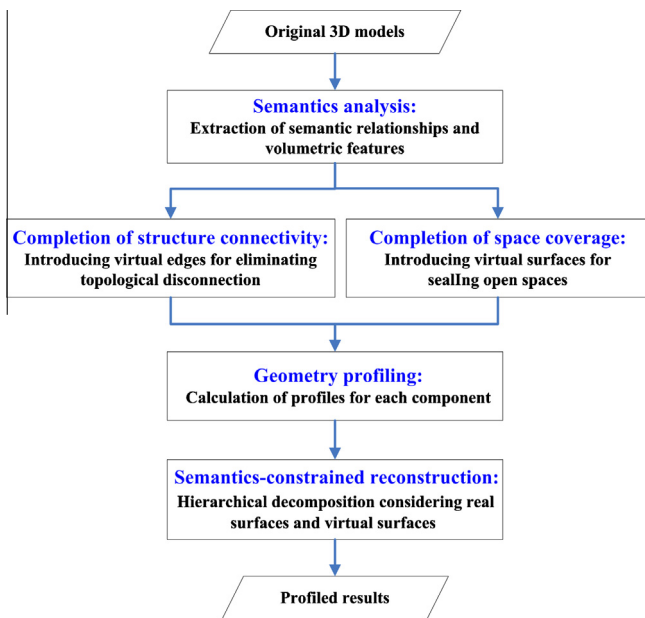 Original 3D models
Semantics analysis:
Extraction of semantic relationships and
volumetric features
Completion of structure connectivity:
Introducing virtual edges for eliminating
topological disconnection
Completion of space coverage:
Introducing virtual surfaces for
sealIng open spaces
Geometry profiling:
Calculation of profiles for each component
Semantics-constrained reconstruction:
Hierarchical decomposition considering real
surfaces and virtual surfaces
Profiled results